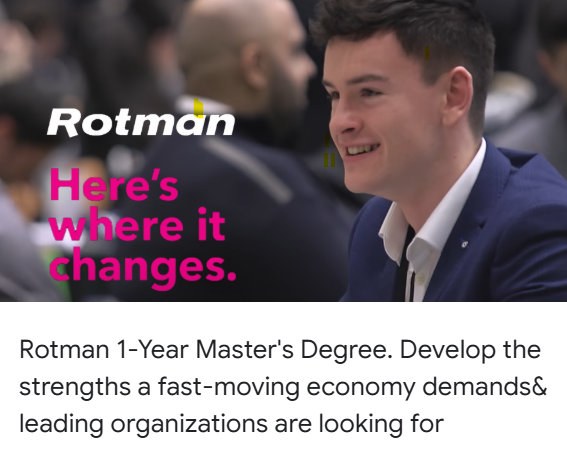 Rotman
Here's
where it
changes.
Rotman 1-Year Master's Degree. Develop the
strengths a fast-moving economy demands&
leading organizations are looking for